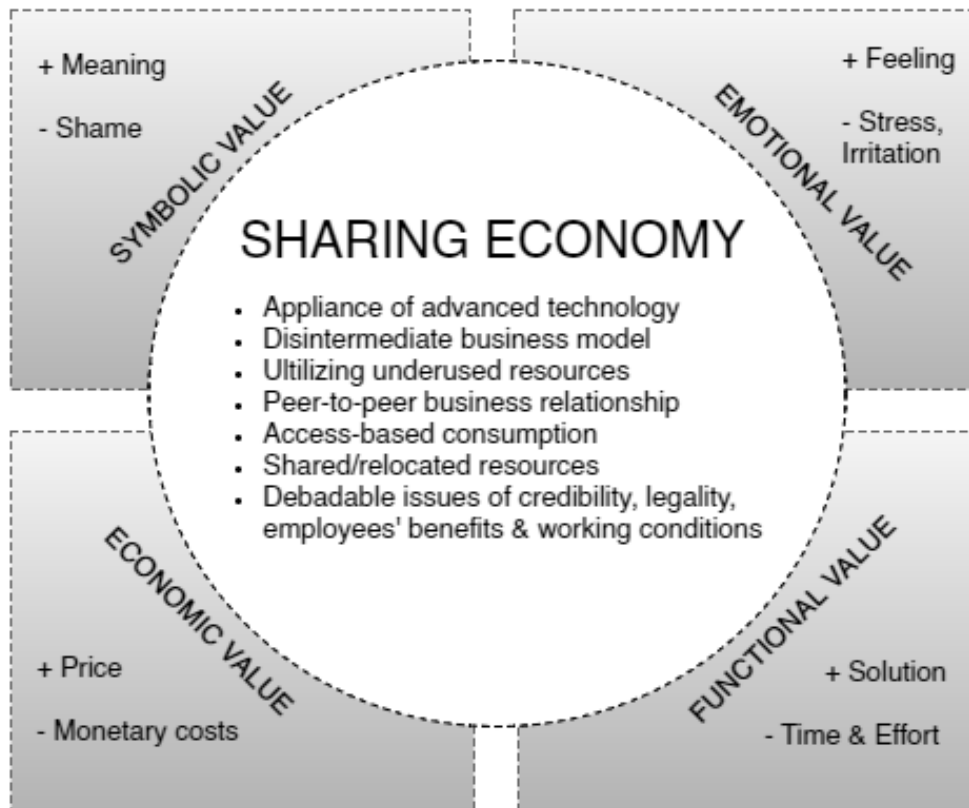 + Meaning
- Shame
SYMBOLIC VALUE
+ Feeling
- Stress,
Irritation
EMOTIONAL VALUE
SHARING ECONOMY
• Appliance of advanced technology
• Disintermediate business model
• Ultilizing underused resources
• Peer-to-peer business relationship
• Access-based consumption
• Shared/relocated resources
• Debadable issues of credibility, legality,
employees' benefits & working conditions
ECONOMIC VALUE
+ Price
- Monetary costs
FUNCTIONAL VALUE
+ Solution
- Time & Effort